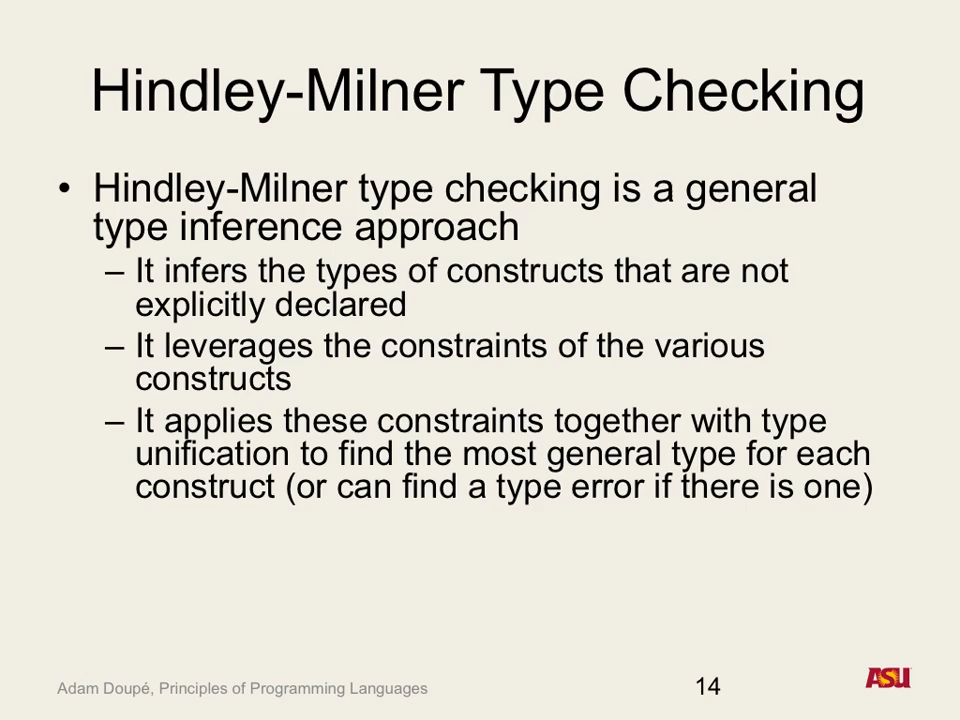 Hindley-Milner Type Checking
• Hindley-Milner type checking is a general
type inference approach
– It infers the types of constructs that are not
explicitly declared
– It leverages the constraints of the various
constructs
– It applies these constraints together with type
unification to find the most general type for each
construct (or can find a type error if there is one)
Adam Doupé, Principles of Programming Languages
14
ASU